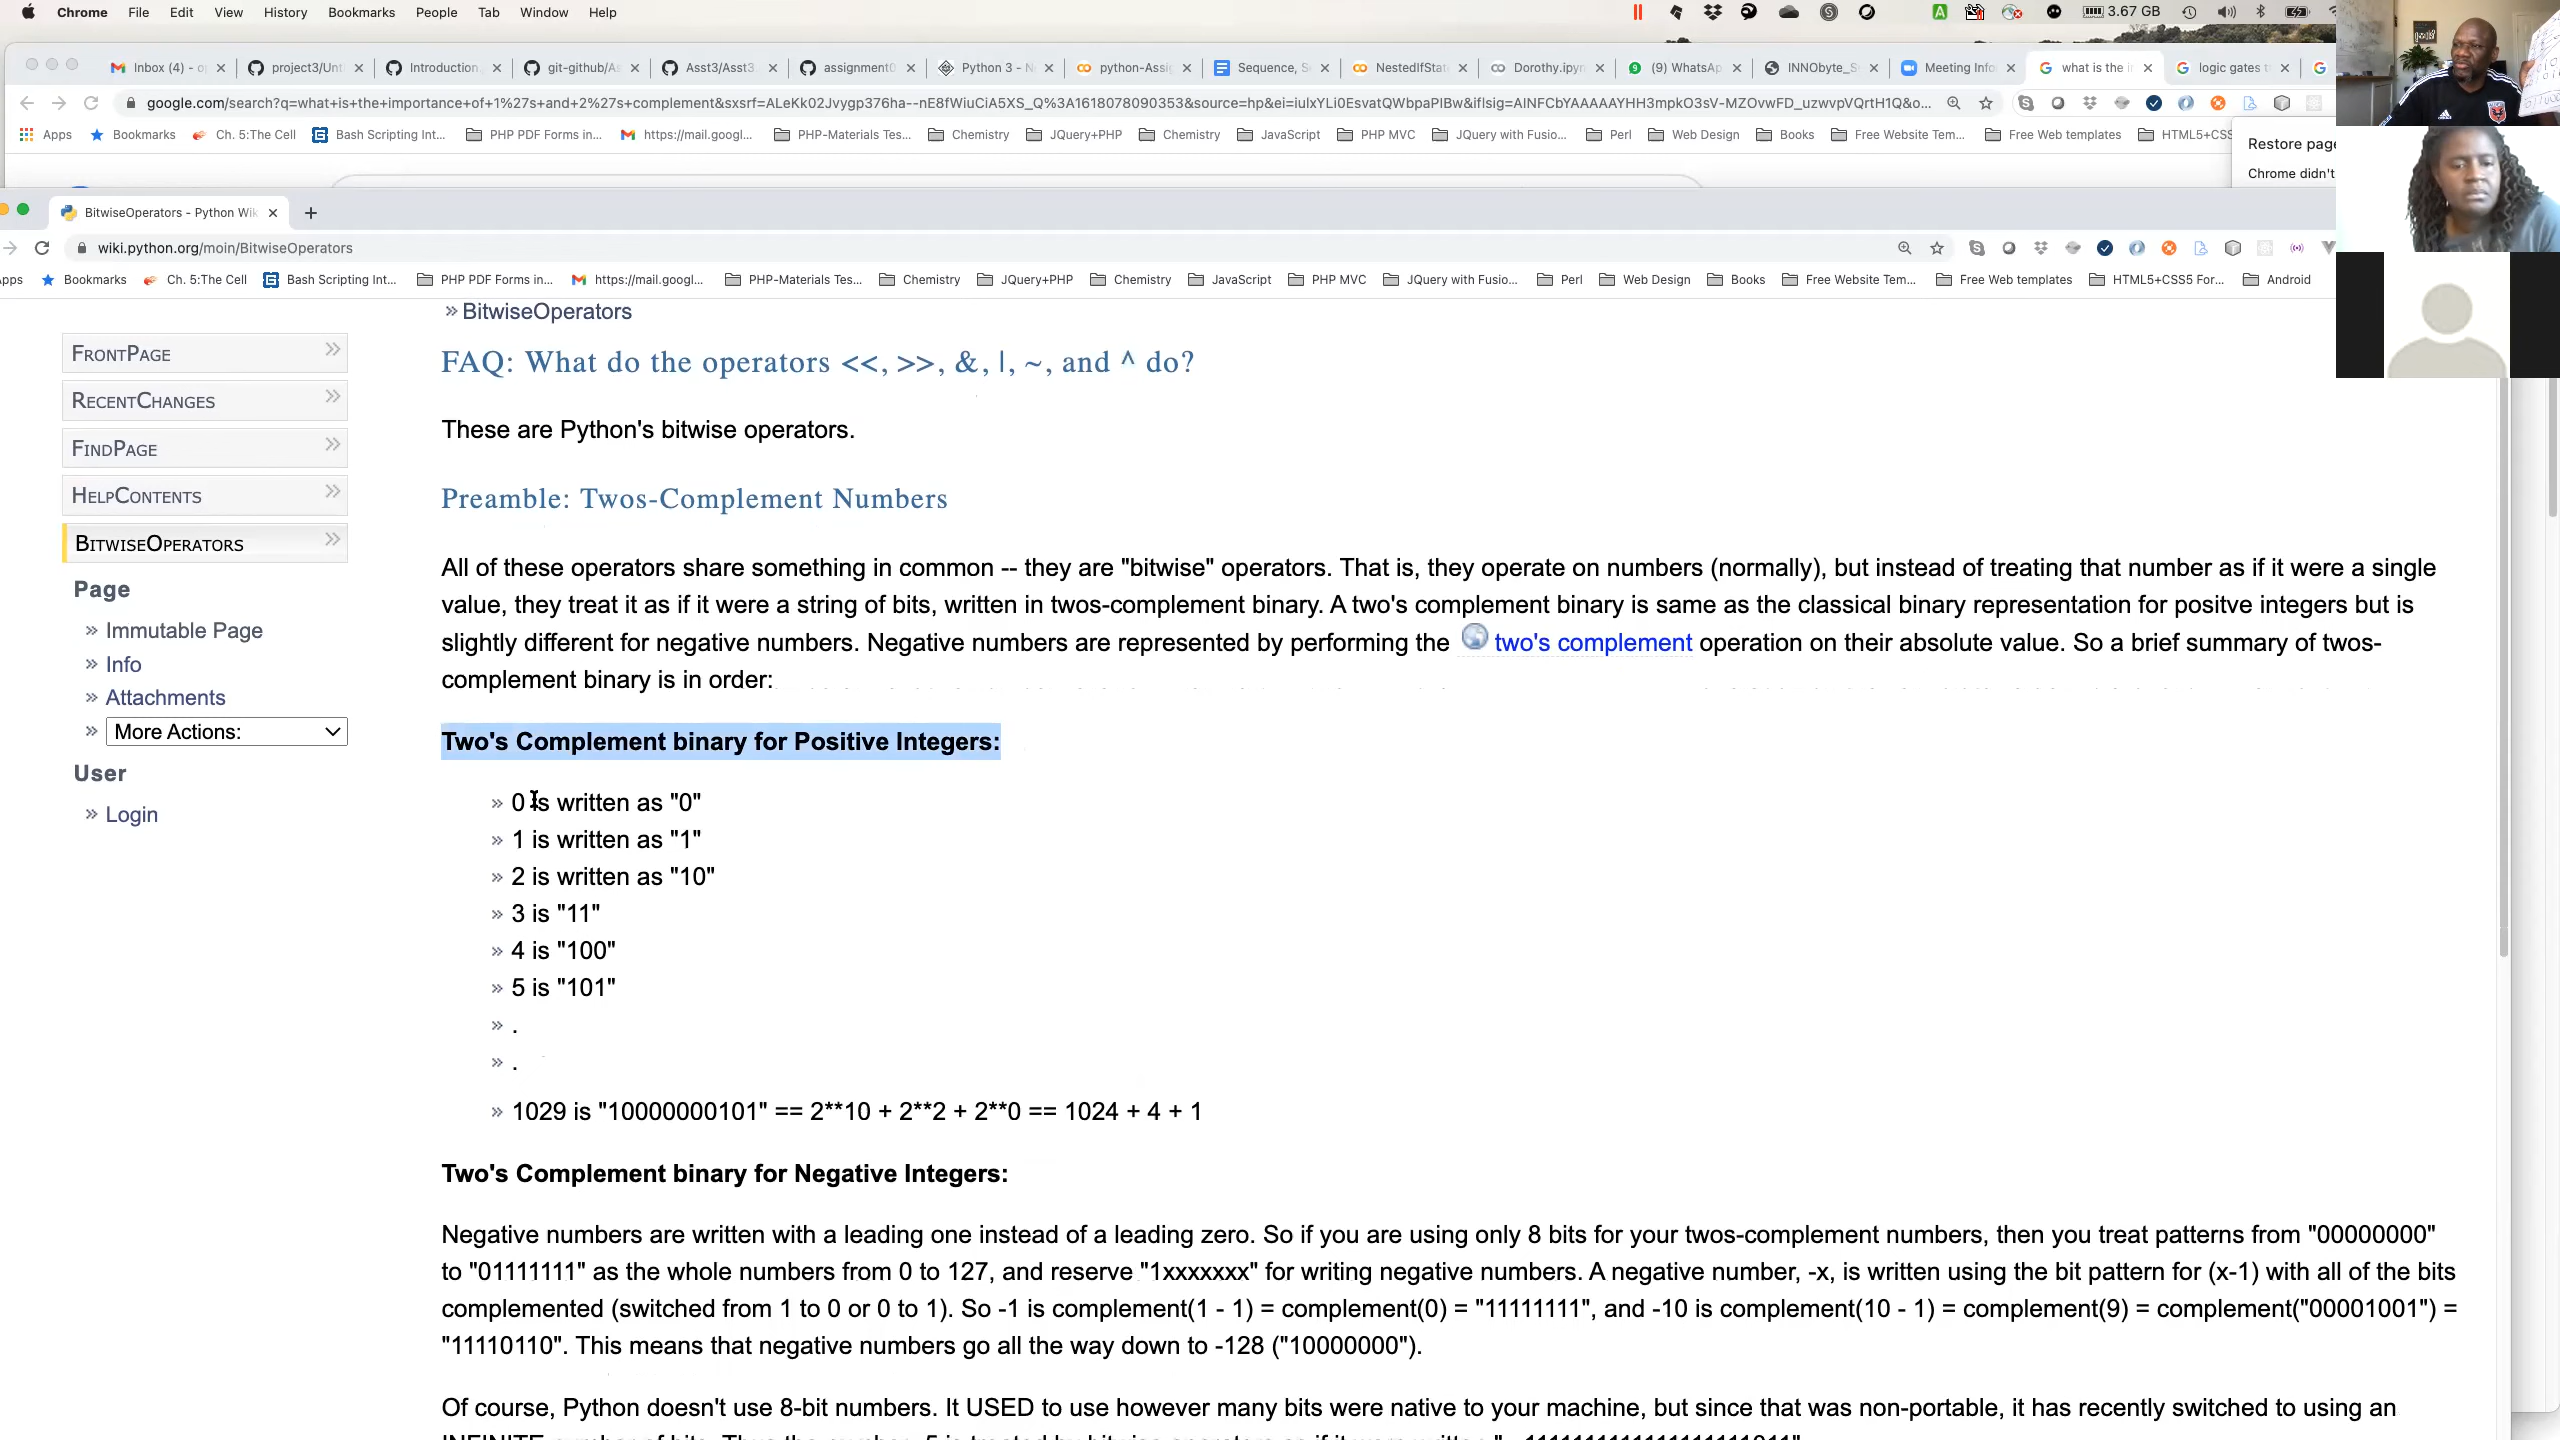 Chrome File Edit View History Bookmarks People Tab Window Help 3.67 GB
Inbox (4) - o project3/Unt Introduction git-github/As Asst3/Asst3. assignment0 Python 3 - N python-Assig Sequence, S NestedIfStat Dorothy.ipyn (9) WhatsAp INNObyte_S Meeting Info what is the i logic gates t
google.com/search?q=what+is+the+importance+of+1%27s+and+2%27s+complement&sxsrf=ALeKk02Jvygp376ha--nE8fWiuCiA5XS_Q%3A1618078090353&source=hp&ei=iulxYLi0EsvatQWbpaPIBw&iflsig=AINFCbYAAAAAYHH3mpkO3sV-MZOvwFD_uzwvpVQrtH1Q&o...
Apps Bookmarks Ch. 5:The Cell Bash Scripting Int... PHP PDF Forms in... https://mail.googl... PHP-Materials Tes... Chemistry JQuery+PHP Chemistry JavaScript PHP MVC JQuery with Fusio... Perl Web Design Books Free Website Tem... Free Web templates HTML5+CSS
Restore page
Chrome didn't
BitwiseOperators - Python Wik
wiki.python.org/moin/BitwiseOperators
pps Bookmarks Ch. 5:The Cell Bash Scripting Int... PHP PDF Forms in... https://mail.googl... PHP-Materials Tes... Chemistry JQuery+PHP Chemistry JavaScript PHP MVC JQuery with Fusio... Perl Web Design Books Free Website Tem... Free Web templates HTML5+CSS5 For... Android
» BitwiseOperators
FrontPage »
RecentChanges »
FindPage »
HelpContents »
BitwiseOperators »
Page
» Immutable Page
» Info
» Attachments
» More Actions:
User
» Login
FAQ: What do the operators <<, >>, &, |, ~, and ^ do?
These are Python's bitwise operators.
Preamble: Twos-Complement Numbers
All of these operators share something in common -- they are "bitwise" operators. That is, they operate on numbers (normally), but instead of treating that number as if it were a single
value, they treat it as if it were a string of bits, written in twos-complement binary. A two's complement binary is same as the classical binary representation for positve integers but is
slightly different for negative numbers. Negative numbers are represented by performing the two's complement operation on their absolute value. So a brief summary of twos-
complement binary is in order:
Two's Complement binary for Positive Integers:
» 0 is written as "0"
» 1 is written as "1"
» 2 is written as "10"
» 3 is "11"
» 4 is "100"
» 5 is "101"
» .
» .
» 1029 is "10000000101" == 2**10 + 2**2 + 2**0 == 1024 + 4 + 1
Two's Complement binary for Negative Integers:
Negative numbers are written with a leading one instead of a leading zero. So if you are using only 8 bits for your twos-complement numbers, then you treat patterns from "00000000"
to "01111111" as the whole numbers from 0 to 127, and reserve "1xxxxxxx" for writing negative numbers. A negative number, -x, is written using the bit pattern for (x-1) with all of the bits
complemented (switched from 1 to 0 or 0 to 1). So -1 is complement(1 - 1) = complement(0) = "11111111", and -10 is complement(10 - 1) = complement(9) = complement("00001001") =
"11110110". This means that negative numbers go all the way down to -128 ("10000000").
Of course, Python doesn't use 8-bit numbers. It USED to use however many bits were native to your machine, but since that was non-portable, it has recently switched to using an